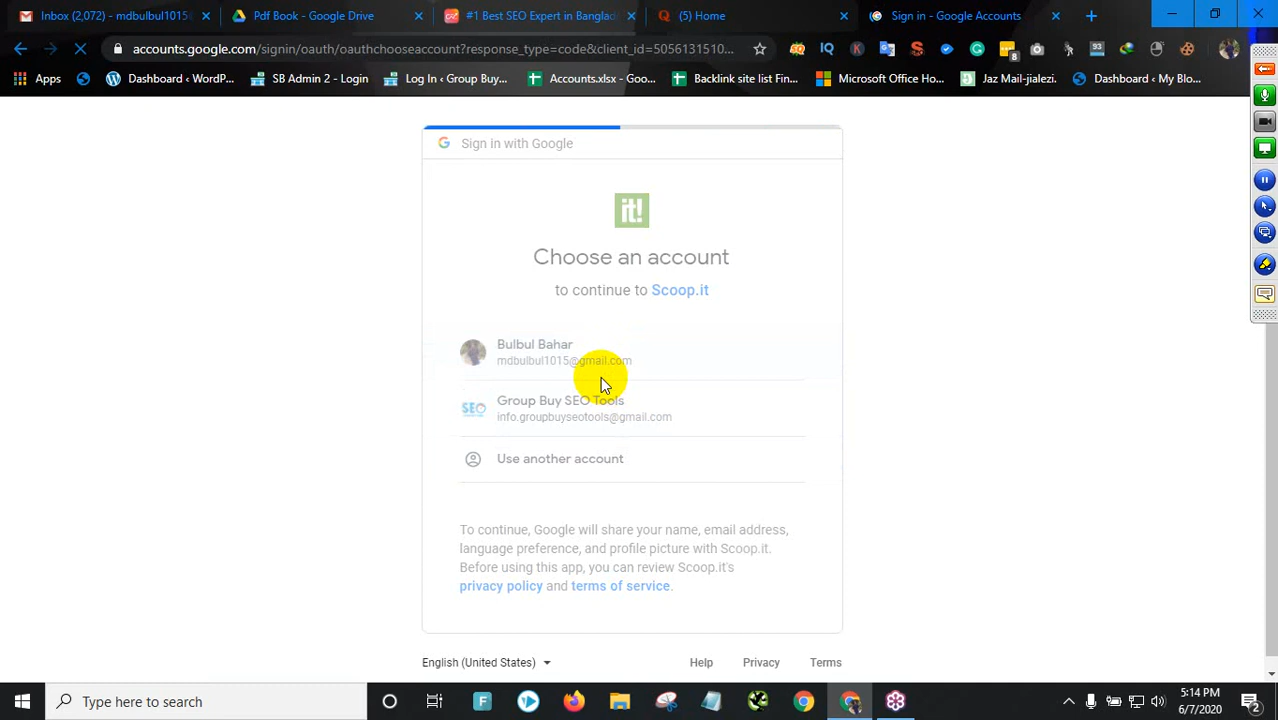 Inbox (2,072) - mdbulbul1015@
Pdf Book - Google Drive
#1 Best SEO Expert in Banglad
(5) Home
Sign in - Google Accounts
accounts.google.com/signin/oauth/oauthchooseaccount?response_type=code&client_id=5056131510...
IQ
K
8
93
Apps
Dashboard ‹ WordP...
SB Admin 2 - Login
Log In ‹ Group Buy...
Accounts.xlsx - Goo...
Backlink site list Fin...
Microsoft Office Ho...
Jaz Mail-jialezi.
Dashboard ‹ My Blo...
Sign in with Google
it!
Choose an account
to continue to Scoop.it
Bulbul Bahar
mdbulbul1015@gmail.com
SEO
Group Buy SEO Tools
info.groupbuyseotools@gmail.com
Use another account
To continue, Google will share your name, email address,
language preference, and profile picture with Scoop.it.
Before using this app, you can review Scoop.it's
privacy policy and terms of service.
English (United States)
Help
Privacy
Terms
Type here to search
F
5:14 PM
6/7/2020
2